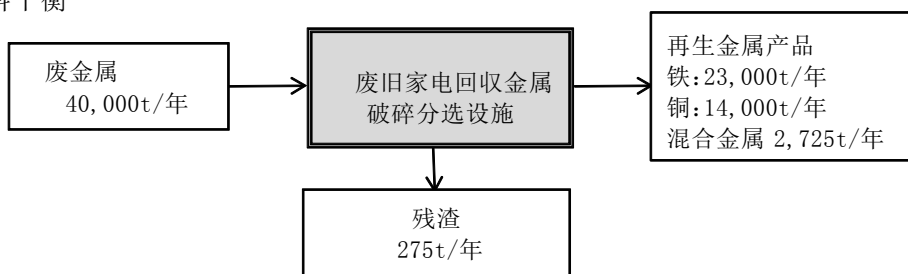 废金属
40,000t/年
废旧家电回收金属
破碎分选设施
再生金属产品
铁:23,000t/年
铜:14,000t/年
混合金属 2,725t/年
残渣
275t/年